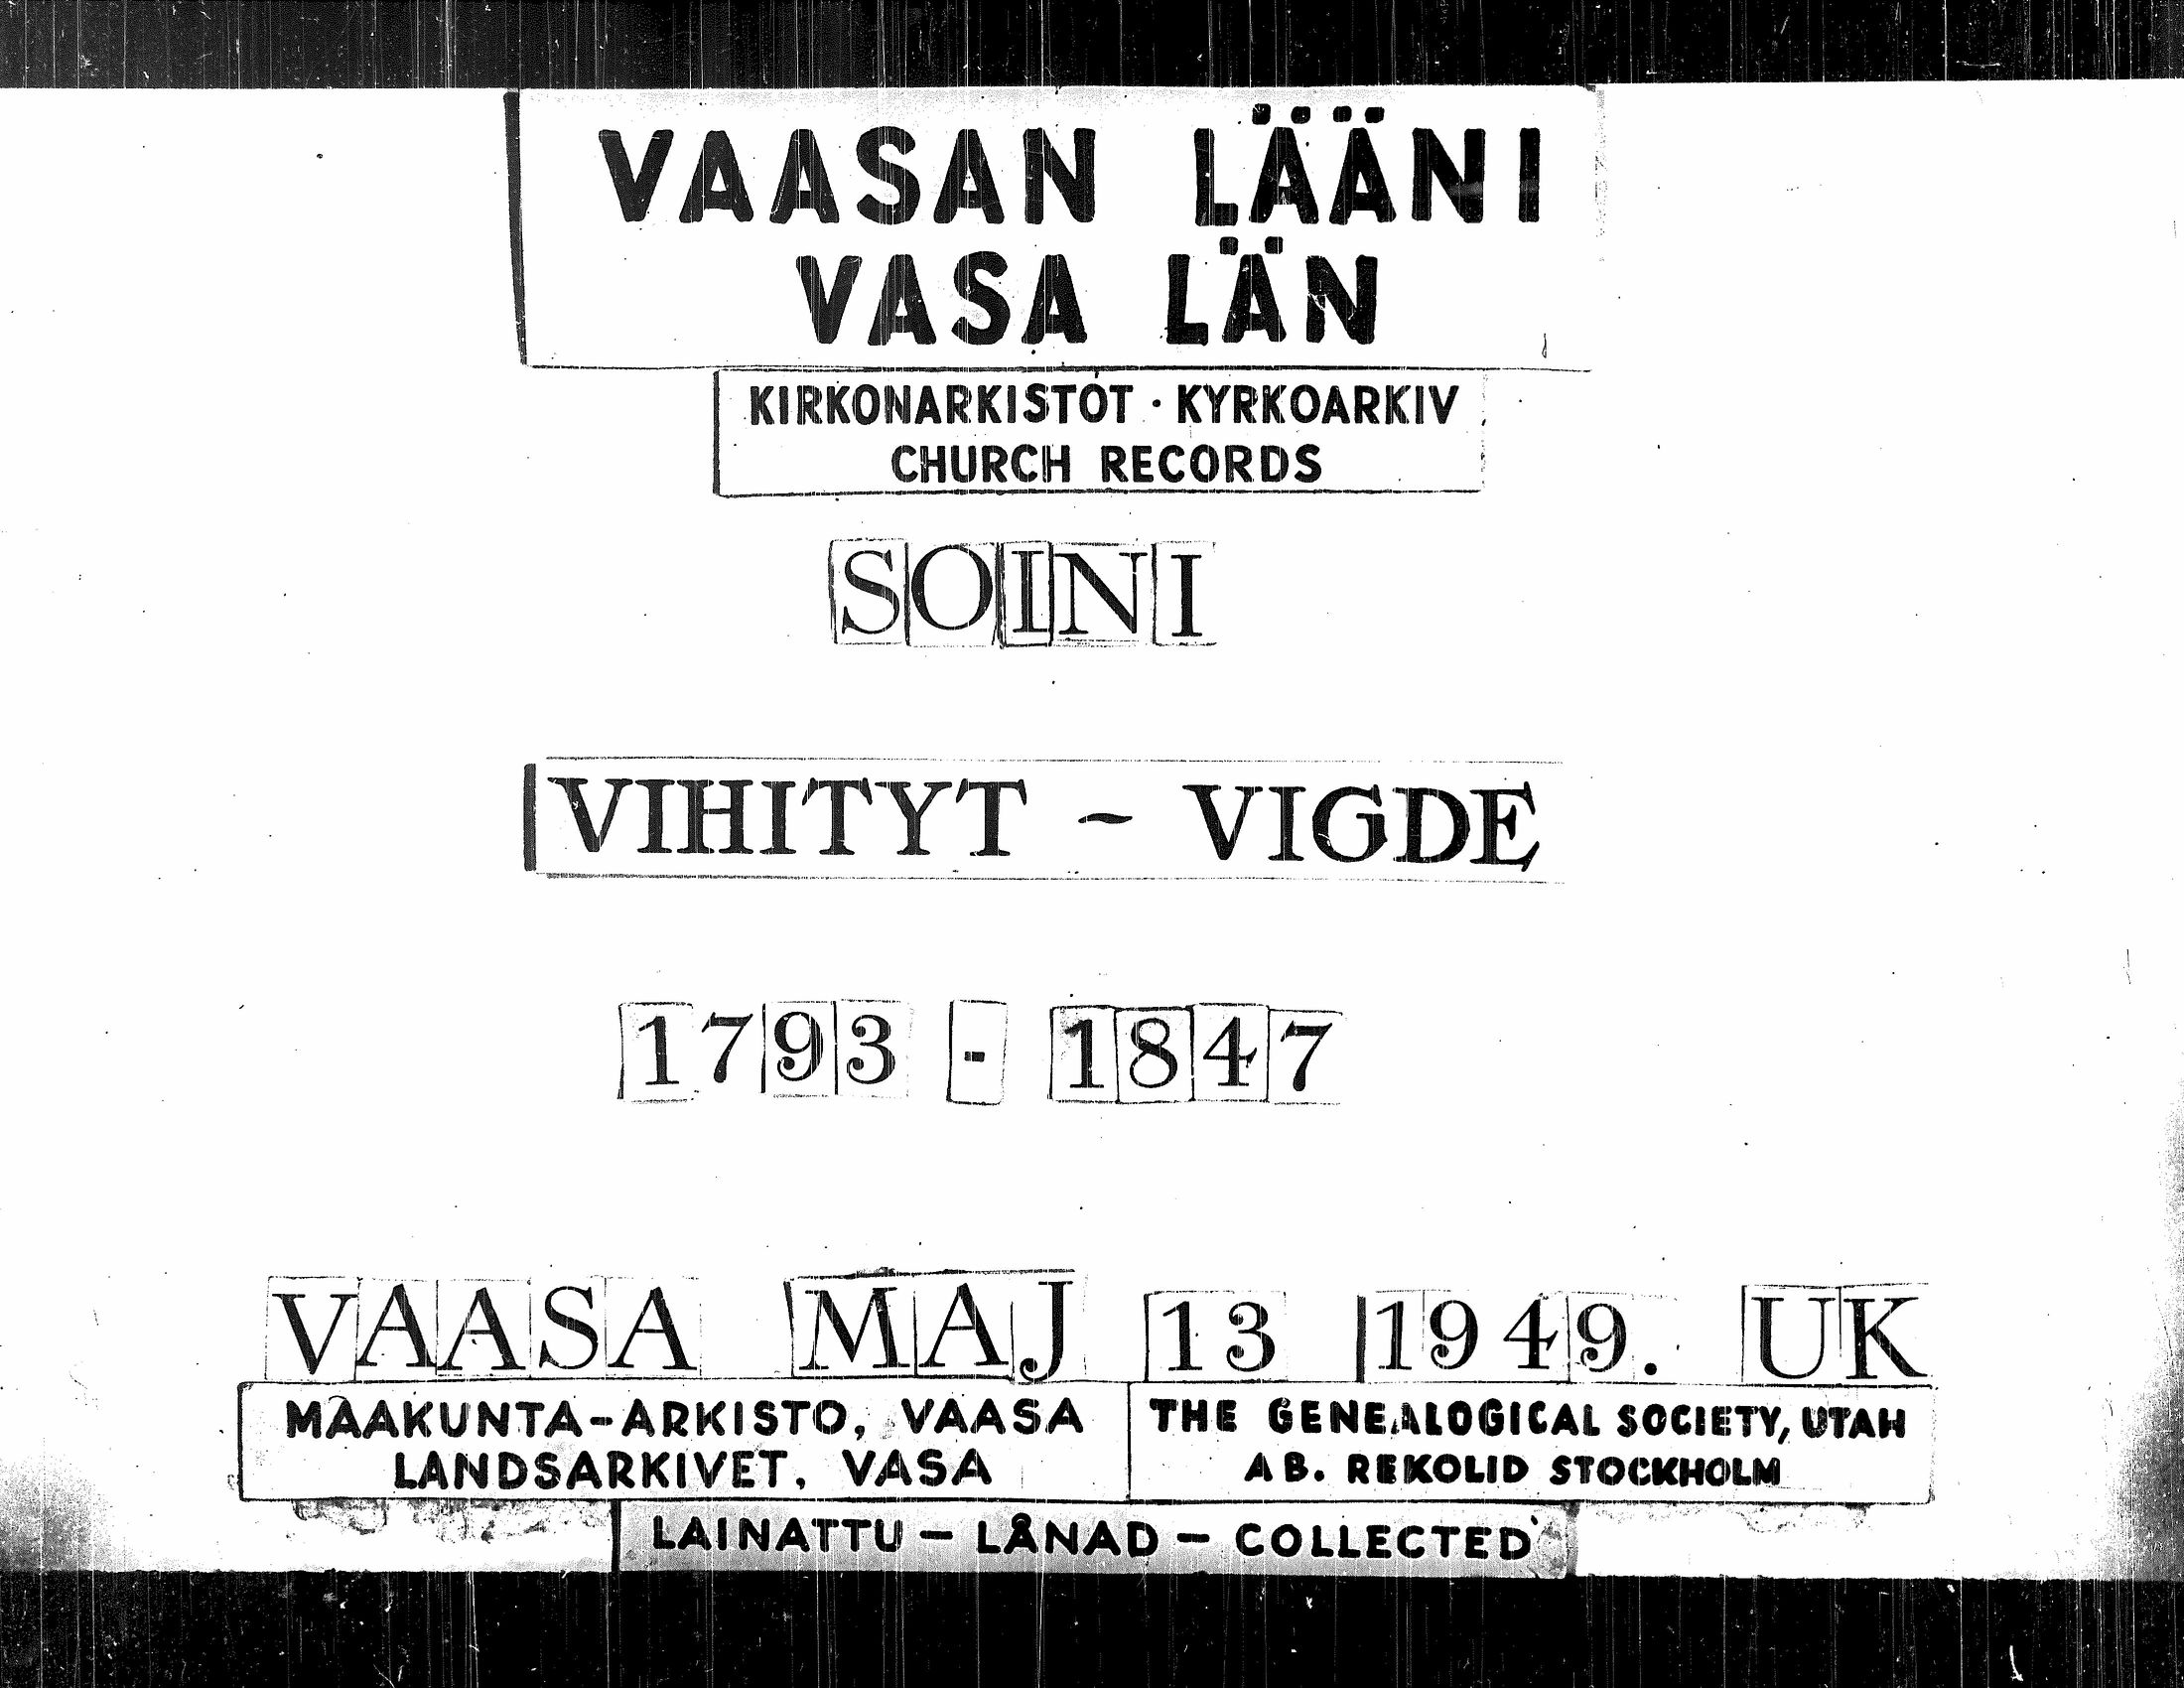 VAASAN LÄÄNI
VASA LÄN
KIRKONARKISTOT · KYRKOARKIV
CHURCH RECORDS
SOINI
VIHITYT - VIGDE
1793 - 1847
VAASA MAJ 13 1949. UK
MAAKUNTA-ARKISTO, VAASA
LANDSARKIVET, VASA
THE GENEALOGICAL SOCIETY, UTAH
AB. REKOLID STOCKHOLM
LAINATTU - LÅNAD - COLLECTED